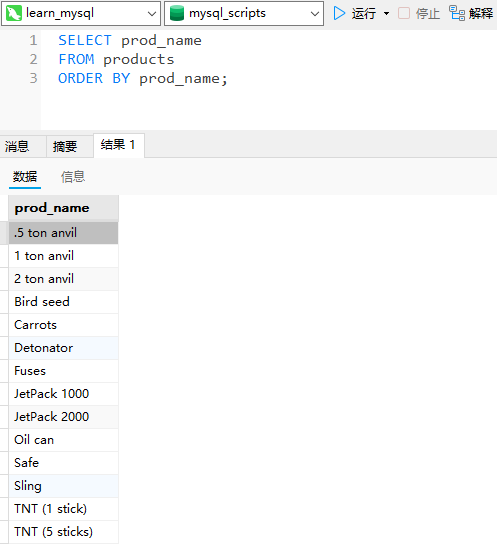 learn_mysql mysql_scripts 运行 停止 解释
1 SELECT prod_name
2 FROM products
3 ORDER BY prod_name;
消息 摘要 结果 1
数据 信息
prod_name
.5 ton anvil
1 ton anvil
2 ton anvil
Bird seed
Carrots
Detonator
Fuses
JetPack 1000
JetPack 2000
Oil can
Safe
Sling
TNT (1 stick)
TNT (5 sticks)